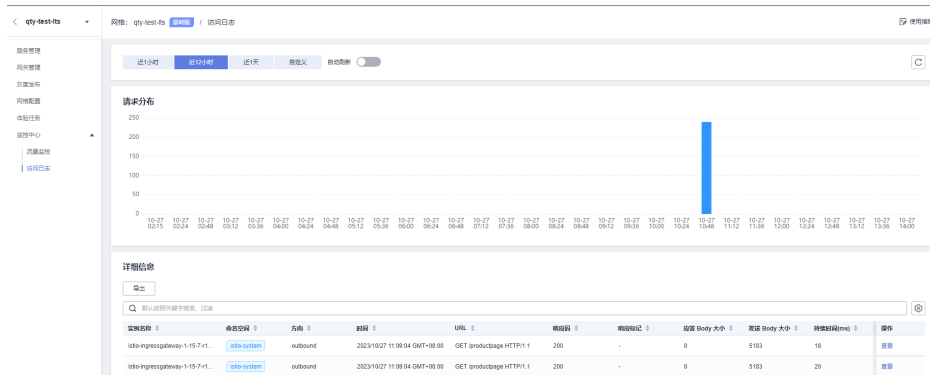 qty-test-lts
网格： qty-test-lts 基础版 / 访问日志
使用指南
服务管理
网关管理
灰度发布
网格配置
体验任务
监控中心
流量监控
访问日志
近1小时 近12小时 近1天 自定义 自动刷新
请求分布
250
200
150
100
50
0
10-27 02:15 10-27 02:24 10-27 02:48 10-27 03:12 10-27 03:36 10-27 04:00 10-27 04:24 10-27 04:48 10-27 05:12 10-27 05:36 10-27 06:00 10-27 06:24 10-27 06:48 10-27 07:12 10-27 07:36 10-27 08:00 10-27 08:24 10-27 08:48 10-27 09:12 10-27 09:36 10-27 10:00 10-27 10:24 10-27 10:48 10-27 11:12 10-27 11:36 10-27 12:00 10-27 12:24 10-27 12:48 10-27 13:12 10-27 13:36 10-27 14:00
详细信息
导出
默认按照关键字搜索、过滤
实例名称 命名空间 方向 时间 URL 响应码 响应标记 应答 Body 大小 发送 Body 大小 持续时间(ms) 操作
istio-ingressgateway-1-15-7-r1... istio-system outbound 2023/10/27 11:09:04 GMT+08:00 GET /productpage HTTP/1.1 200 - 0 5183 18 查看
istio-ingressgateway-1-15-7-r1... istio-system outbound 2023/10/27 11:09:04 GMT+08:00 GET /productpage HTTP/1.1 200 - 0 5183 20 查看